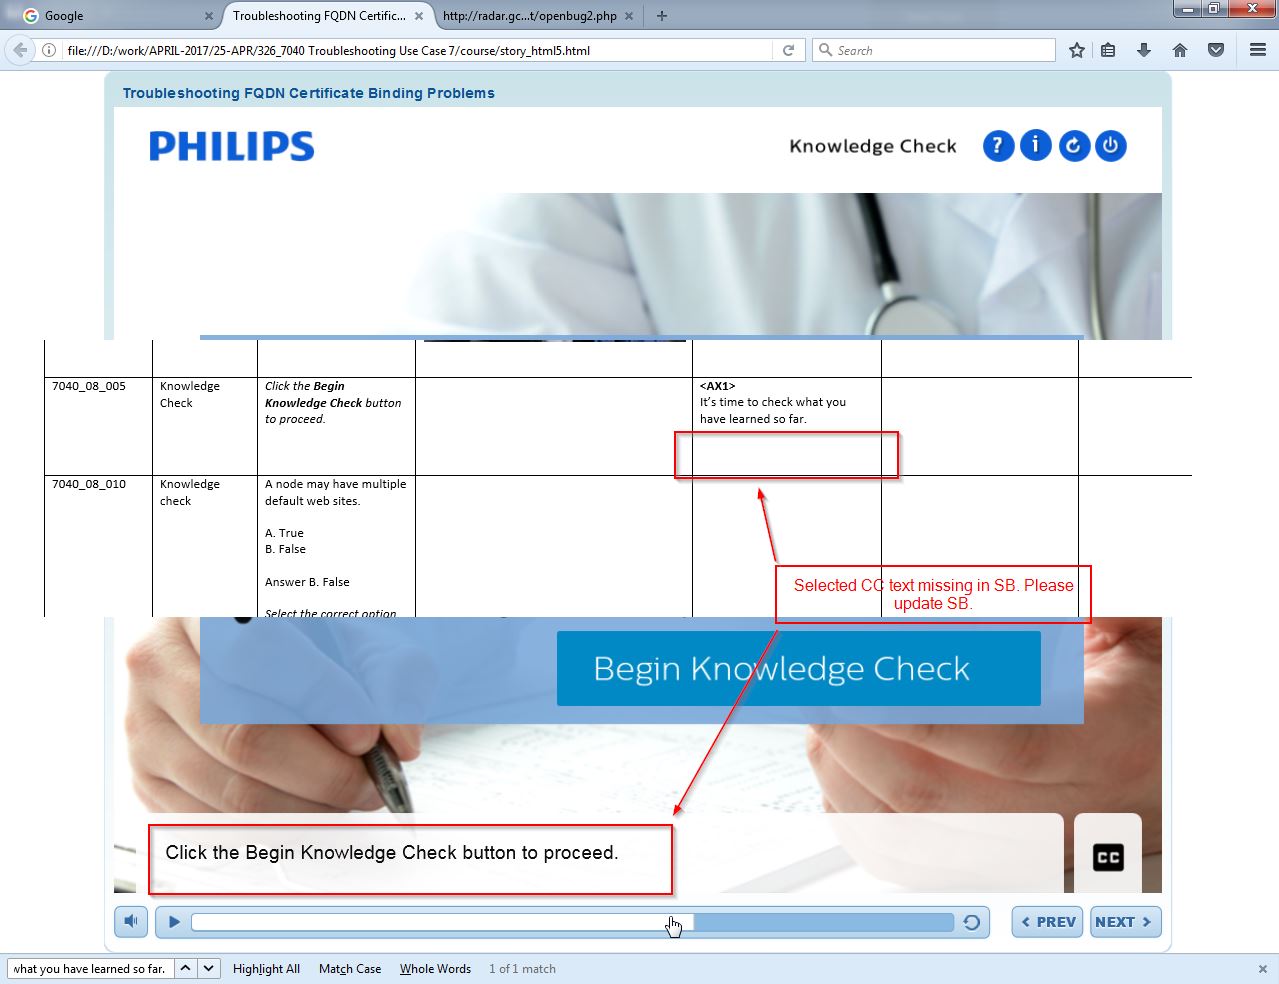 Google
Troubleshooting FQDN Certific...
http://radar.gc...t/openbug2.php
file:///D:/work/APRIL-2017/25-APR/326_7040 Troubleshooting Use Case 7/course/story_html5.html
Search
Troubleshooting FQDN Certificate Binding Problems
PHILIPS
Knowledge Check
7040_08_005
Knowledge
Check
Click the Begin
Knowledge Check button
to proceed.
<AX1>
It's time to check what you
have learned so far.
7040_08_010
Knowledge
check
A node may have multiple
default web sites.
A. True
B. False
Answer B. False
Select the correct option
Selected CC text missing in SB. Please
update SB.
Begin Knowledge Check
Click the Begin Knowledge Check button to proceed.
CC
PREV
NEXT
what you have learned so far.
Highlight All
Match Case
Whole Words
1 of 1 match